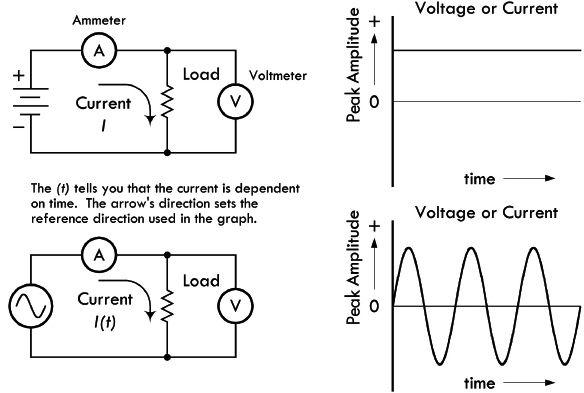 Ammeter
A
+
Load
Voltmeter
V
Current
I
−
Voltage or Current
+
Peak Amplitude
0
time
The (t) tells you that the current is dependent
on time. The arrow's direction sets the
reference direction used in the graph.
A
Load
Current
I(t)
V
Voltage or Current
+
Peak Amplitude
0
time